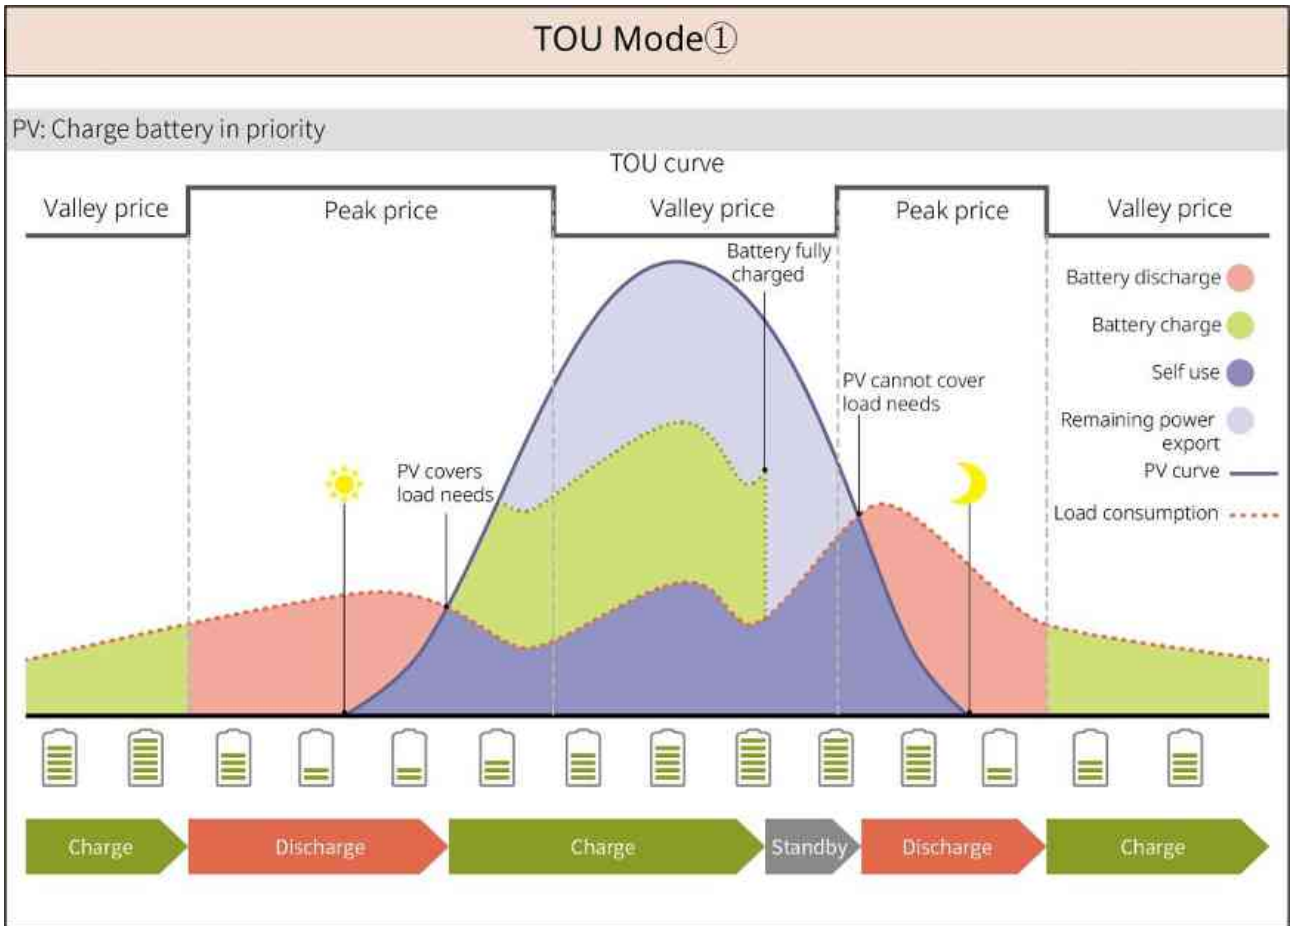 TOU Mode①
PV: Charge battery in priority
TOU curve
Valley price
Peak price
Valley price
Peak price
Valley price
Battery fully
charged
Battery discharge
Battery charge
Self use
Remaining power
export
PV curve
Load consumption
PV cannot cover
load needs
PV covers
load needs
Charge
Discharge
Charge
Standby
Discharge
Charge